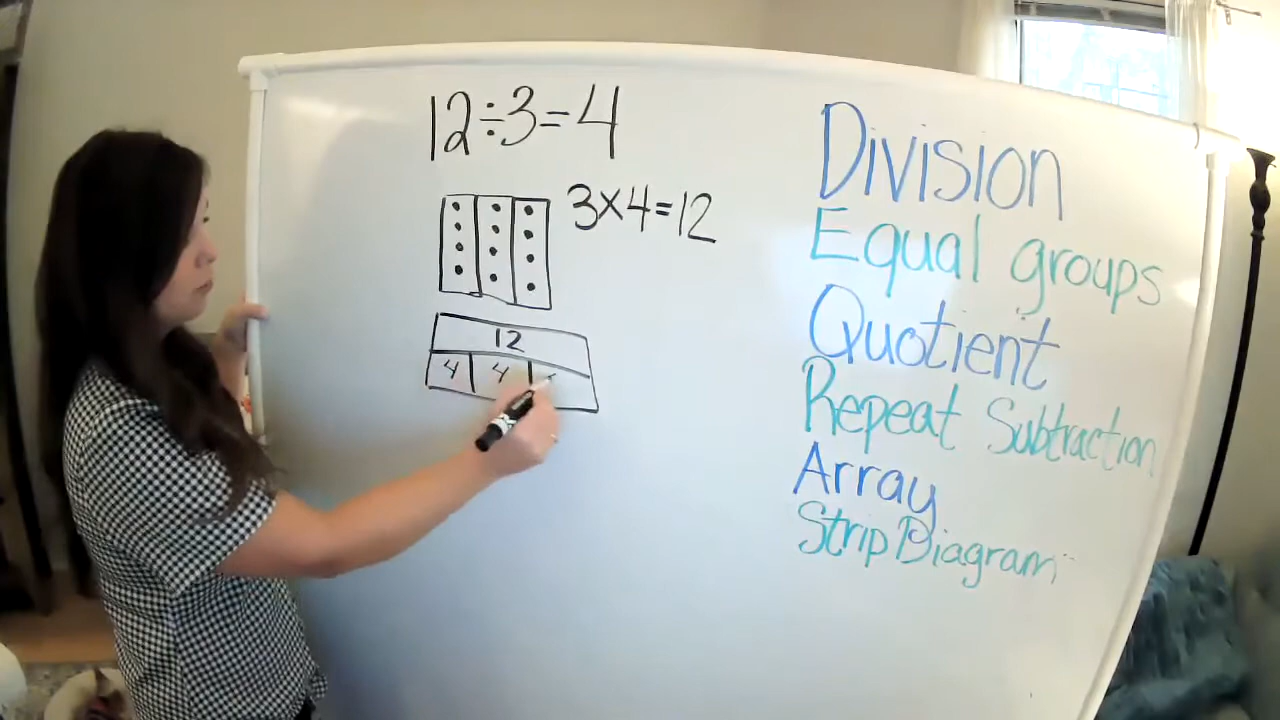 12÷3=4
3×4=12
12
4 4
Division
Equal groups
Quotient
Repeat Subtraction
Array
Strip Diagram